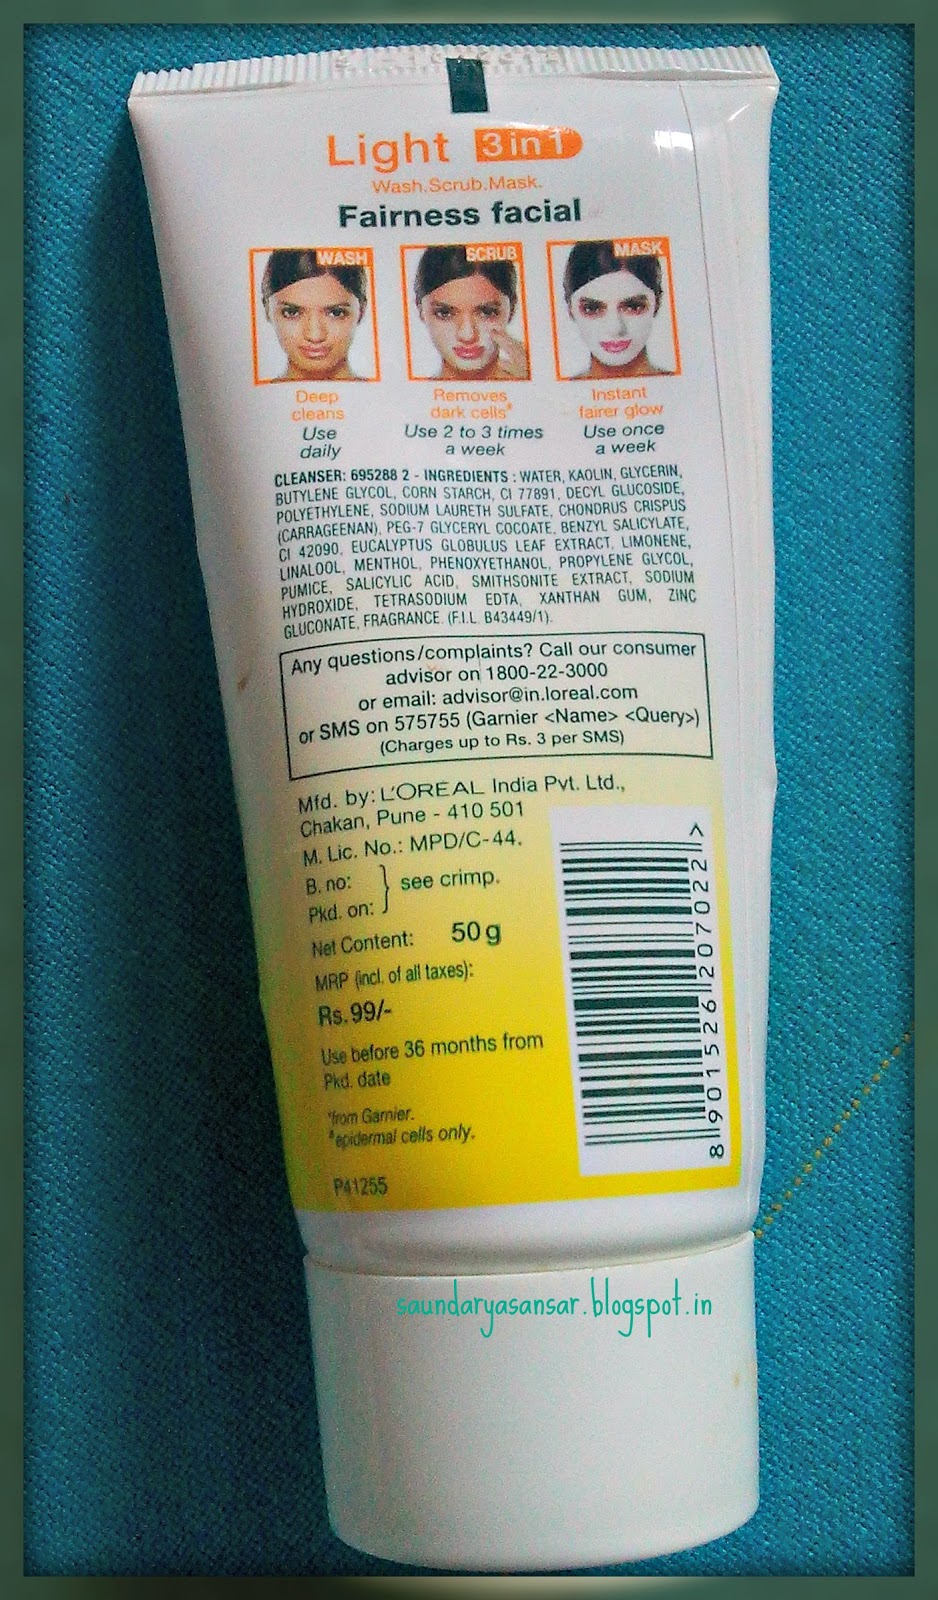 Light 3 in 1
Wash.Scrub.Mask.
Fairness facial
WASH
SCRUB
MASK
Deep
cleans
Use
daily
Removes
dark cells#
Use 2 to 3 times
a week
Instant
fairer glow
Use once
a week
CLEANSER: 695288 2 - INGREDIENTS : WATER, KAOLIN, GLYCERIN,
BUTYLENE GLYCOL, CORN STARCH, CI 77891, DECYL GLUCOSIDE,
POLYETHYLENE, SODIUM LAURETH SULFATE, CHONDRUS CRISPUS
(CARRAGEENAN), PEG-7 GLYCERYL COCOATE, BENZYL SALICYLATE,
CI 42090, EUCALYPTUS GLOBULUS LEAF EXTRACT, LIMONENE,
LINALOOL, MENTHOL, PHENOXYETHANOL, PROPYLENE GLYCOL,
PUMICE, SALICYLIC ACID, SMITHSONITE EXTRACT, SODIUM
HYDROXIDE, TETRASODIUM EDTA, XANTHAN GUM, ZINC
GLUCONATE, FRAGRANCE. (F.I.L. B43449/1).
Any questions/complaints? Call our consumer
advisor on 1800-22-3000
or email: advisor@in.loreal.com
or SMS on 575755 (Garnier <Name> <Query>)
(Charges up to Rs. 3 per SMS)
Mfd. by: L'ORÉAL India Pvt. Ltd.,
Chakan, Pune - 410 501
M. Lic. No.: MPD/C-44.
B. no:
Pkd. on: } see crimp.
Net Content: 50 g
MRP (incl. of all taxes):
Rs.99/-
Use before 36 months from
Pkd. date
*from Garnier.
#epidermal cells only.
P41255
8 901526 207022 >
saundaryasansar.blogspot.in